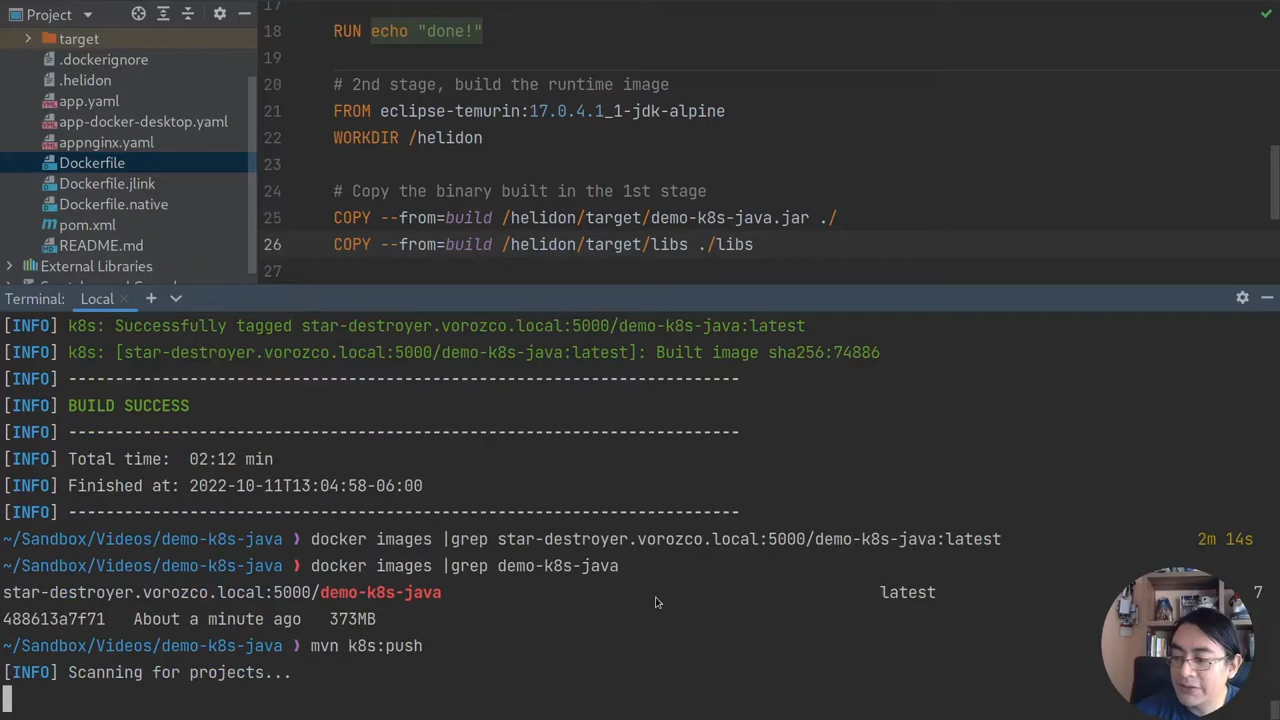 Project
target
.dockerignore
.helidon
app.yaml
app-docker-desktop.yaml
appnginx.yaml
Dockerfile
Dockerfile.jlink
Dockerfile.native
pom.xml
README.md
External Libraries
17
18 RUN echo "done!"
19
20 # 2nd stage, build the runtime image
21 FROM eclipse-temurin:17.0.4.1_1-jdk-alpine
22 WORKDIR /helidon
23
24 # Copy the binary built in the 1st stage
25 COPY --from=build /helidon/target/demo-k8s-java.jar ./
26 COPY --from=build /helidon/target/libs ./libs
27
Terminal: Local
[INFO] k8s: Successfully tagged star-destroyer.vorozco.local:5000/demo-k8s-java:latest
[INFO] k8s: [star-destroyer.vorozco.local:5000/demo-k8s-java:latest]: Built image sha256:74886
[INFO] ------------------------------------------------------------------------
[INFO] BUILD SUCCESS
[INFO] ------------------------------------------------------------------------
[INFO] Total time:  02:12 min
[INFO] Finished at: 2022-10-11T13:04:58-06:00
[INFO] ------------------------------------------------------------------------
~/Sandbox/Videos/demo-k8s-java ❯ docker images |grep star-destroyer.vorozco.local:5000/demo-k8s-java:latest 2m 14s
~/Sandbox/Videos/demo-k8s-java ❯ docker images |grep demo-k8s-java
star-destroyer.vorozco.local:5000/demo-k8s-java latest 7
488613a7f71 About a minute ago 373MB
~/Sandbox/Videos/demo-k8s-java ❯ mvn k8s:push
[INFO] Scanning for projects...